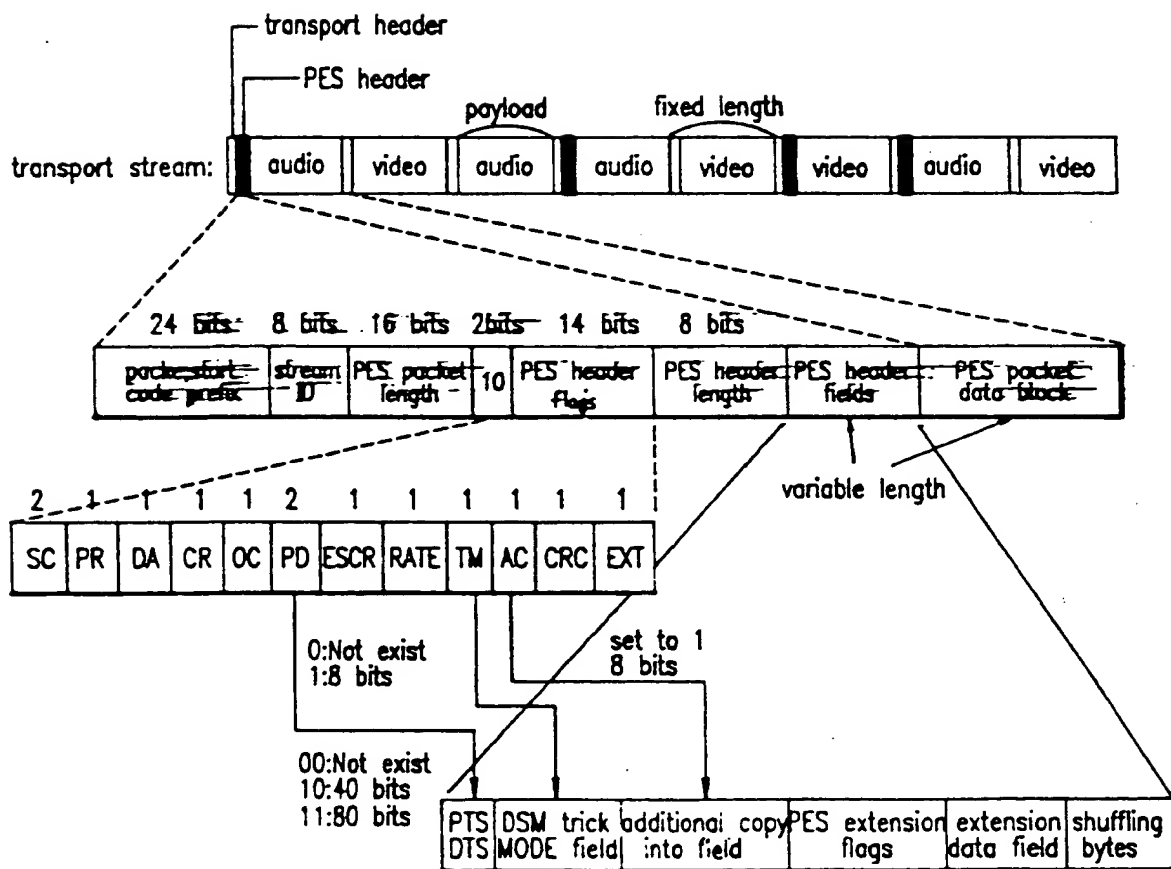 transport header
PES header
payload
fixed length
transport stream:
audio
video
audio
audio
video
video
audio
video
24 bits
8 bits
16 bits
2bits
14 bits
8 bits
packe start
code prefix
stream
ID
PES packet
length
10
PES header
flags
PES header
length
PES header
fields
PES packet
data block
variable length
2 1 1 1 1 2 1 1 1 1 1 1
SC PR DA CR OC PD ESCR RATE TM AC CRC EXT
0:Not exist
1:8 bits
set to 1
8 bits
00:Not exist
10:40 bits
11:80 bits
PTS
DTS
DSM trick
MODE field
additional copy
into field
PES extension
flags
extension
data field
shuffling
bytes